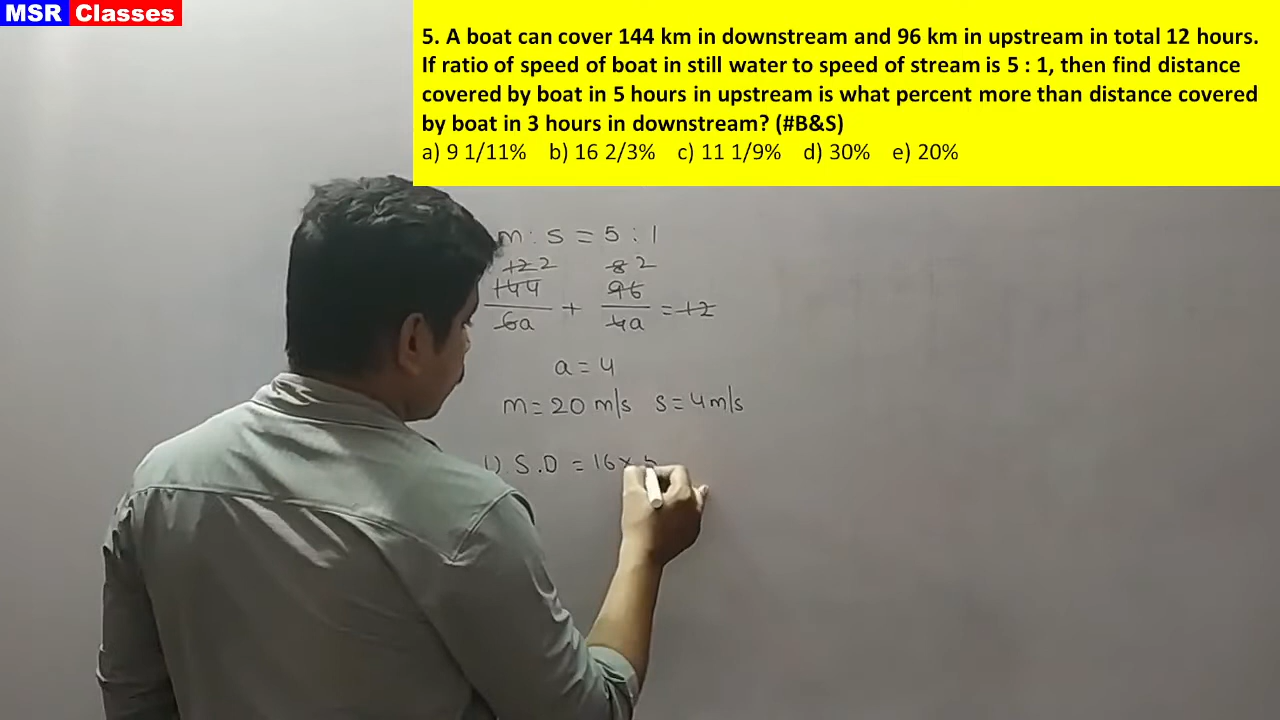 MSR Classes
5. A boat can cover 144 km in downstream and 96 km in upstream in total 12 hours.
If ratio of speed of boat in still water to speed of stream is 5 : 1, then find distance
covered by boat in 5 hours in upstream is what percent more than distance covered
by boat in 3 hours in downstream? (#B&S)
a) 9 1/11% b) 16 2/3% c) 11 1/9% d) 30% e) 20%
m : s = 5 : 1
12 2 8 2
144 96
+ = 12
6a 4a
a = 4
m = 20 m/s s = 4 m/s
S.D = 16 x 5